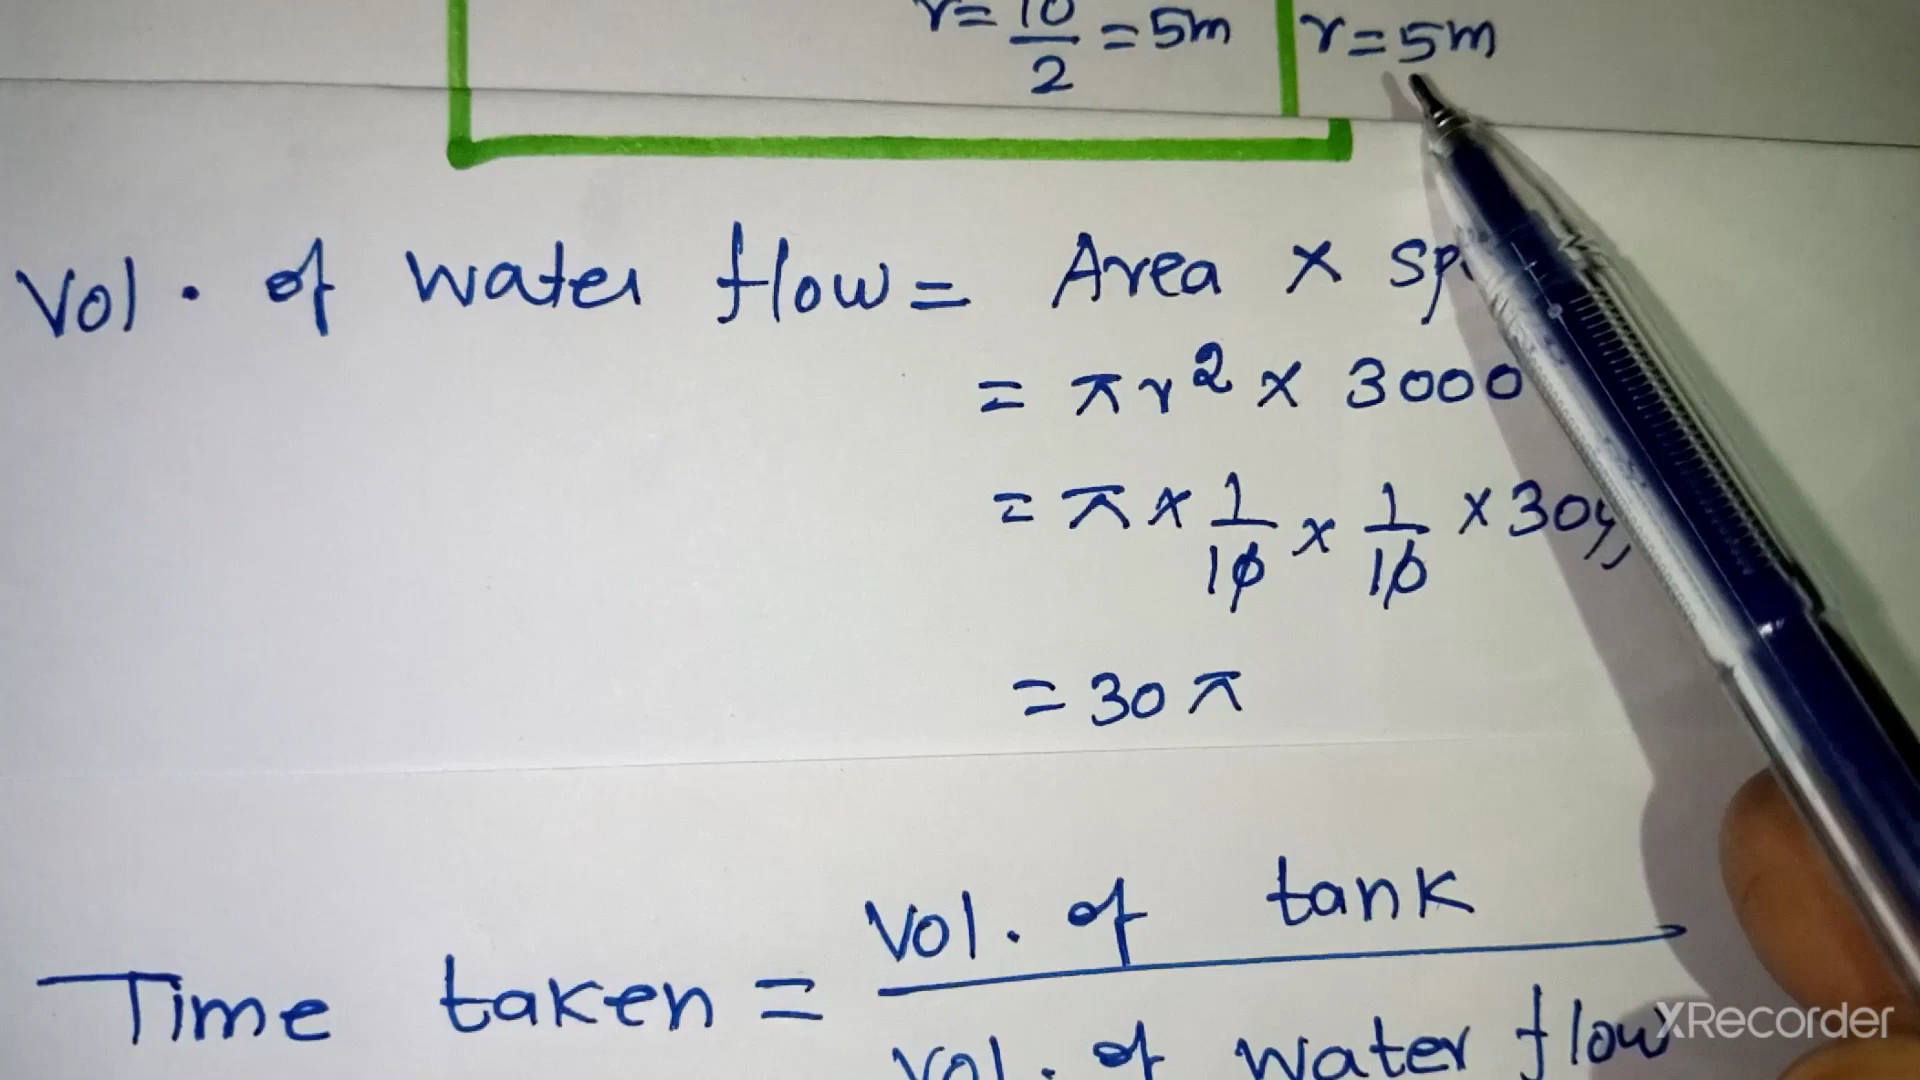 r = 10/2 = 5m r = 5m
Vol. of water flow = Area ×
= πr² × 3000
= π × 1/10 × 1/10 × 300
= 30π
Time taken = Vol. of tank / Vol. of water flow
XRecorder